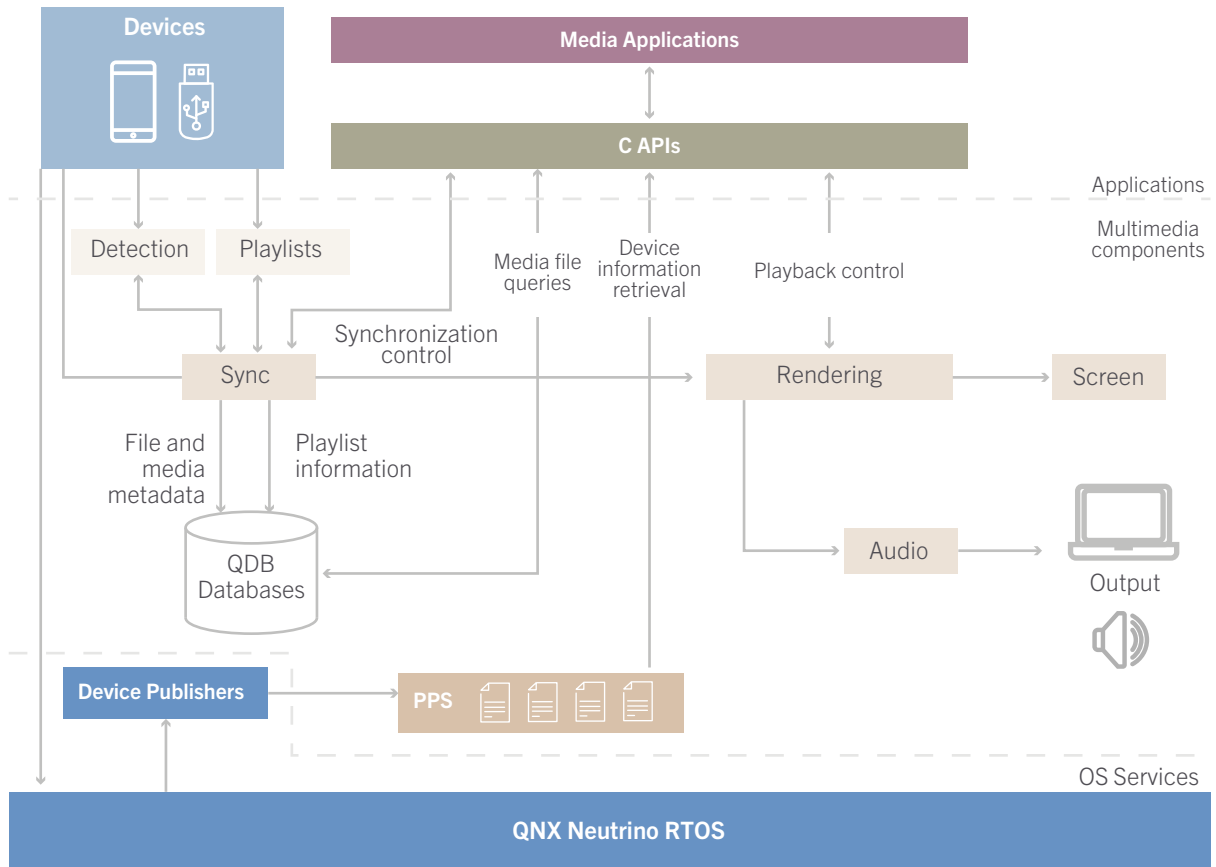 Devices
Media Applications
C APIs
Applications
Multimedia
components
Detection
Playlists
Media file
queries
Device
information
retrieval
Playback control
Synchronization
control
Sync
Rendering
Screen
File and
media
metadata
Playlist
information
QDB
Databases
Audio
Output
Device Publishers
PPS
OS Services
QNX Neutrino RTOS